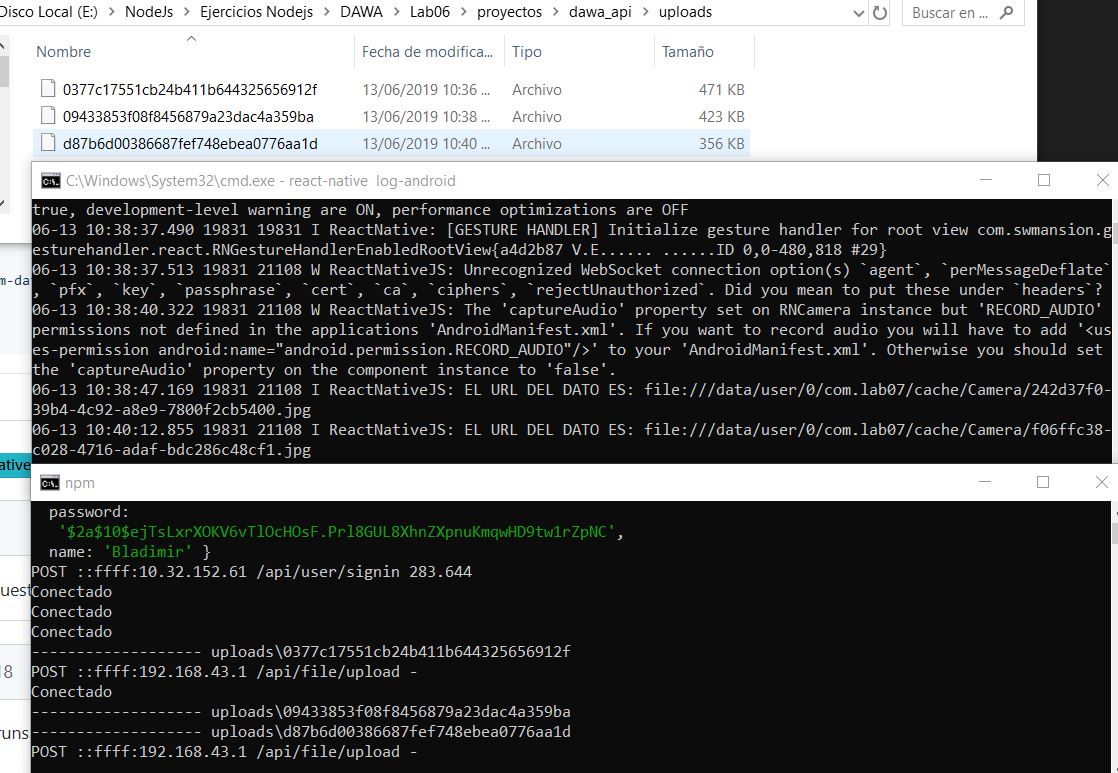 Disco Local (E:) > NodeJs > Ejercicios Nodejs > DAWA > Lab06 > proyectos > dawa_api > uploads
Buscar en ...
Nombre Fecha de modifica... Tipo Tamaño
0377c17551cb24b411b644325656912f 13/06/2019 10:36 ... Archivo 471 KB
09433853f08f8456879a23dac4a359ba 13/06/2019 10:38 ... Archivo 423 KB
d87b6d00386687fef748ebea0776aa1d 13/06/2019 10:40 ... Archivo 356 KB
C:\Windows\System32\cmd.exe - react-native log-android
true, development-level warning are ON, performance optimizations are OFF
06-13 10:38:37.490 19831 19831 I ReactNative: [GESTURE HANDLER] Initialize gesture handler for root view com.swmansion.g
esturehandler.react.RNGestureHandlerEnabledRootView{a4d2b87 V.E...... ......ID 0,0-480,818 #29}
06-13 10:38:37.513 19831 21108 W ReactNativeJS: Unrecognized WebSocket connection option(s) `agent`, `perMessageDeflate`
, `pfx`, `key`, `passphrase`, `cert`, `ca`, `ciphers`, `rejectUnauthorized`. Did you mean to put these under `headers`?
06-13 10:38:40.322 19831 21108 W ReactNativeJS: The 'captureAudio' property set on RNCamera instance but 'RECORD_AUDIO'
permissions not defined in the applications 'AndroidManifest.xml'. If you want to record audio you will have to add '<us
es-permission android:name="android.permission.RECORD_AUDIO"/>' to your 'AndroidManifest.xml'. Otherwise you should set
the 'captureAudio' property on the component instance to 'false'.
06-13 10:38:47.169 19831 21108 I ReactNativeJS: EL URL DEL DATO ES: file:///data/user/0/com.lab07/cache/Camera/242d37f0-
39b4-4c92-a8e9-7800f2cb5400.jpg
06-13 10:40:12.855 19831 21108 I ReactNativeJS: EL URL DEL DATO ES: file:///data/user/0/com.lab07/cache/Camera/f06ffc38-
c028-4716-adaf-bdc286c48cf1.jpg
npm
password:
'$2a$10$ejTsLxrXOKV6vTlOcHOsF.Prl8GUL8XhnZXpnuKmqwHD9tw1rZpNC',
name: 'Bladimir' }
POST ::ffff:10.32.152.61 /api/user/signin 283.644
Conectado
Conectado
Conectado
------------------- uploads\0377c17551cb24b411b644325656912f
POST ::ffff:192.168.43.1 /api/file/upload -
Conectado
------------------- uploads\09433853f08f8456879a23dac4a359ba
------------------- uploads\d87b6d00386687fef748ebea0776aa1d
POST ::ffff:192.168.43.1 /api/file/upload -